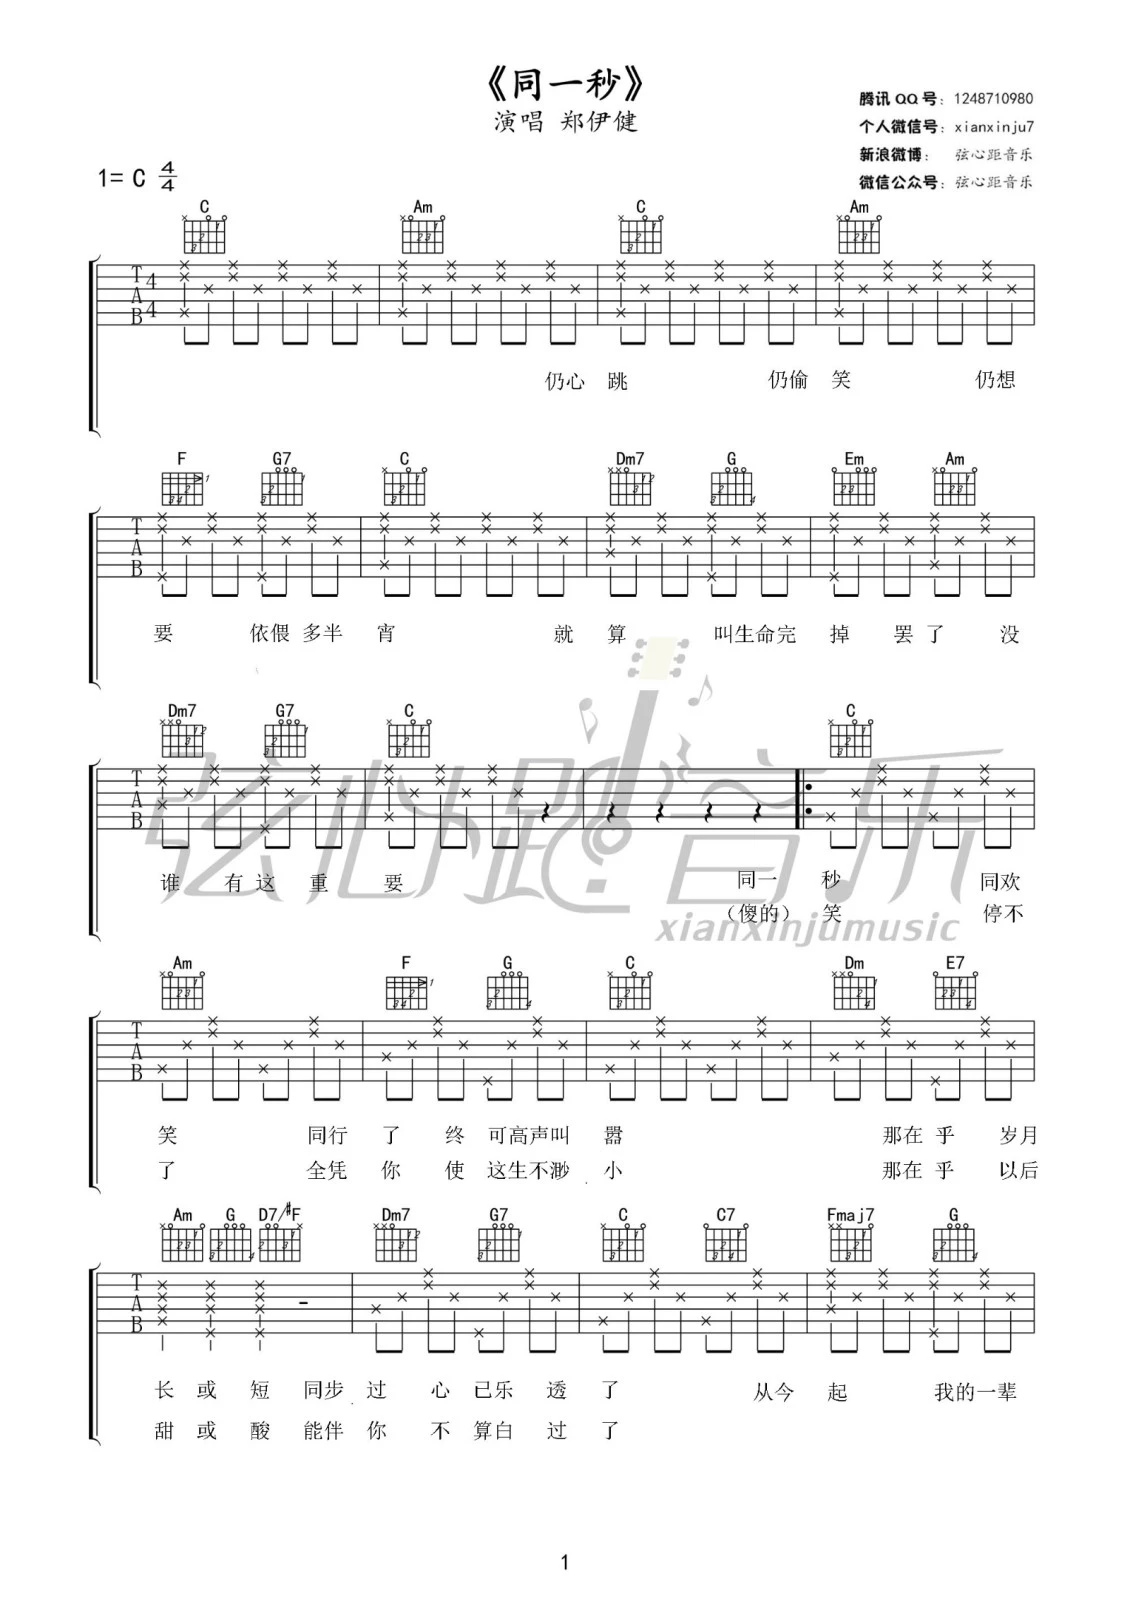 《同一秒》
演唱 郑伊健
腾讯QQ号：1248710980
个人微信号：xianxinju7
新浪微博： 弦心距音乐
微信公众号：弦心距音乐
1= C 4/4
C Am C Am
T 4
A
B 4
仍心 跳 仍偷 笑 仍想
F G7 C Dm7 G Em Am
T
A
B
要 依偎 多半 宵 就 算 叫生命完 掉 罢 了 没
Dm7 G7 C C
T
A
B
谁 有 这 重 要 同一 秒 同欢
（傻的）笑 停不
弦心距音乐
xianxinjumusic
Am F G C Dm E7
T
A
B
笑 同行 了 终 可高声叫 嚣 那在 乎 岁月
了 全凭 你 使 这生不渺 小 那在 乎 以后
Am G D7/#F Dm7 G7 C C7 Fmaj7 G
T
A
B
长 或 短 同步 过 心 已乐 透 了 从今 起 我的一辈
甜 或 酸 能伴 你 不 算白 过 了
1